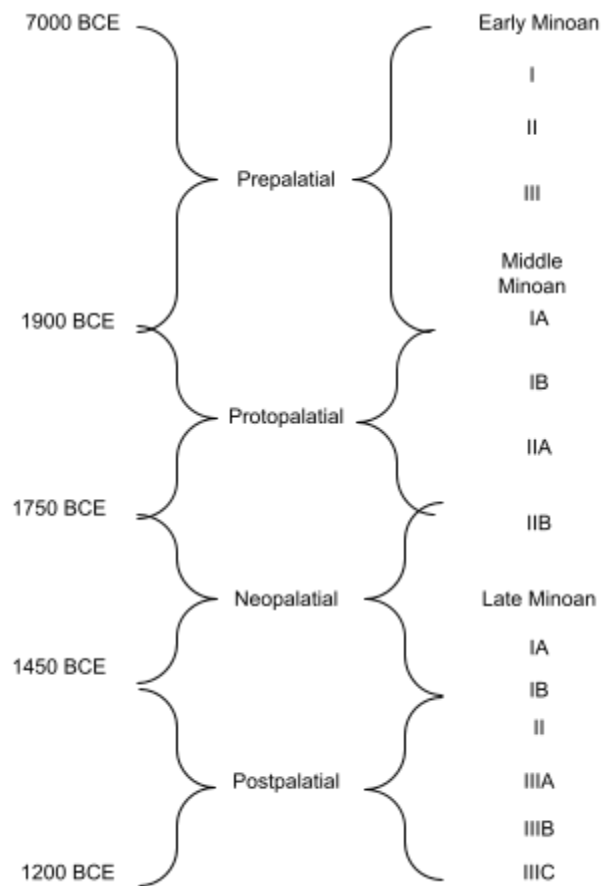 7000 BCE
Early Minoan
I
II
Prepalatial
III
Middle
Minoan
1900 BCE
IA
IB
Protopalatial
IIA
1750 BCE
IIB
Neopalatial
Late Minoan
IA
1450 BCE
IB
II
Postpalatial
IIIA
IIIB
1200 BCE
IIIC